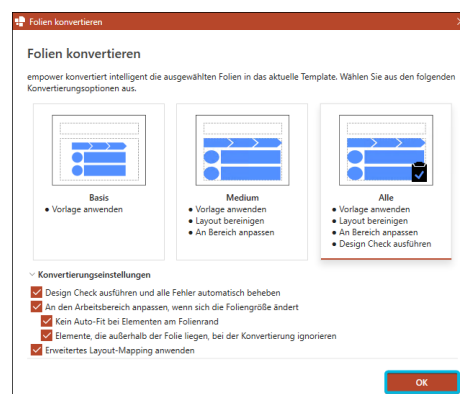 Folien konvertieren
Folien konvertieren
empower konvertiert intelligent die ausgewählten Folien in das aktuelle Template. Wählen Sie aus den folgenden
Konvertierungsoptionen aus.
Basis
• Vorlage anwenden
Medium
• Vorlage anwenden
• Layout bereinigen
• An Bereich anpassen
Alle
• Vorlage anwenden
• Layout bereinigen
• An Bereich anpassen
• Design Check ausführen
Konvertierungseinstellungen
Design Check ausführen und alle Fehler automatisch beheben
An den Arbeitsbereich anpassen, wenn sich die Foliengröße ändert
Kein Auto-Fit bei Elementen am Folienrand
Elemente, die außerhalb der Folie liegen, bei der Konvertierung ignorieren
Erweitertes Layout-Mapping anwenden
OK